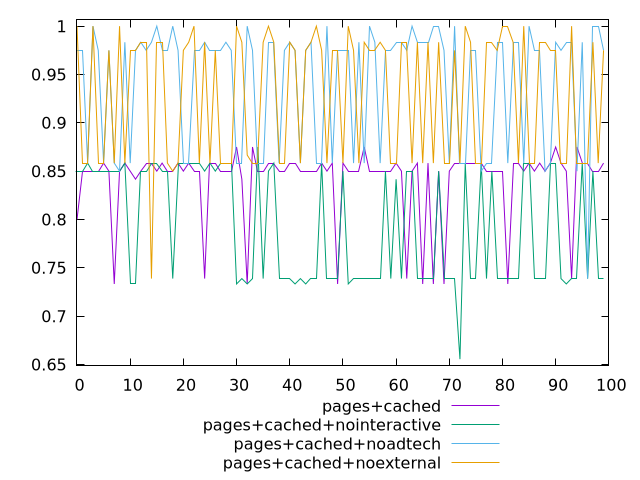 1
0.95
0.9
0.85
0.8
0.75
0.7
0.65
0 10 20 30 40 50 60 70 80 90 100
pages+cached
pages+cached+nointeractive
pages+cached+noadtech
pages+cached+noexternal